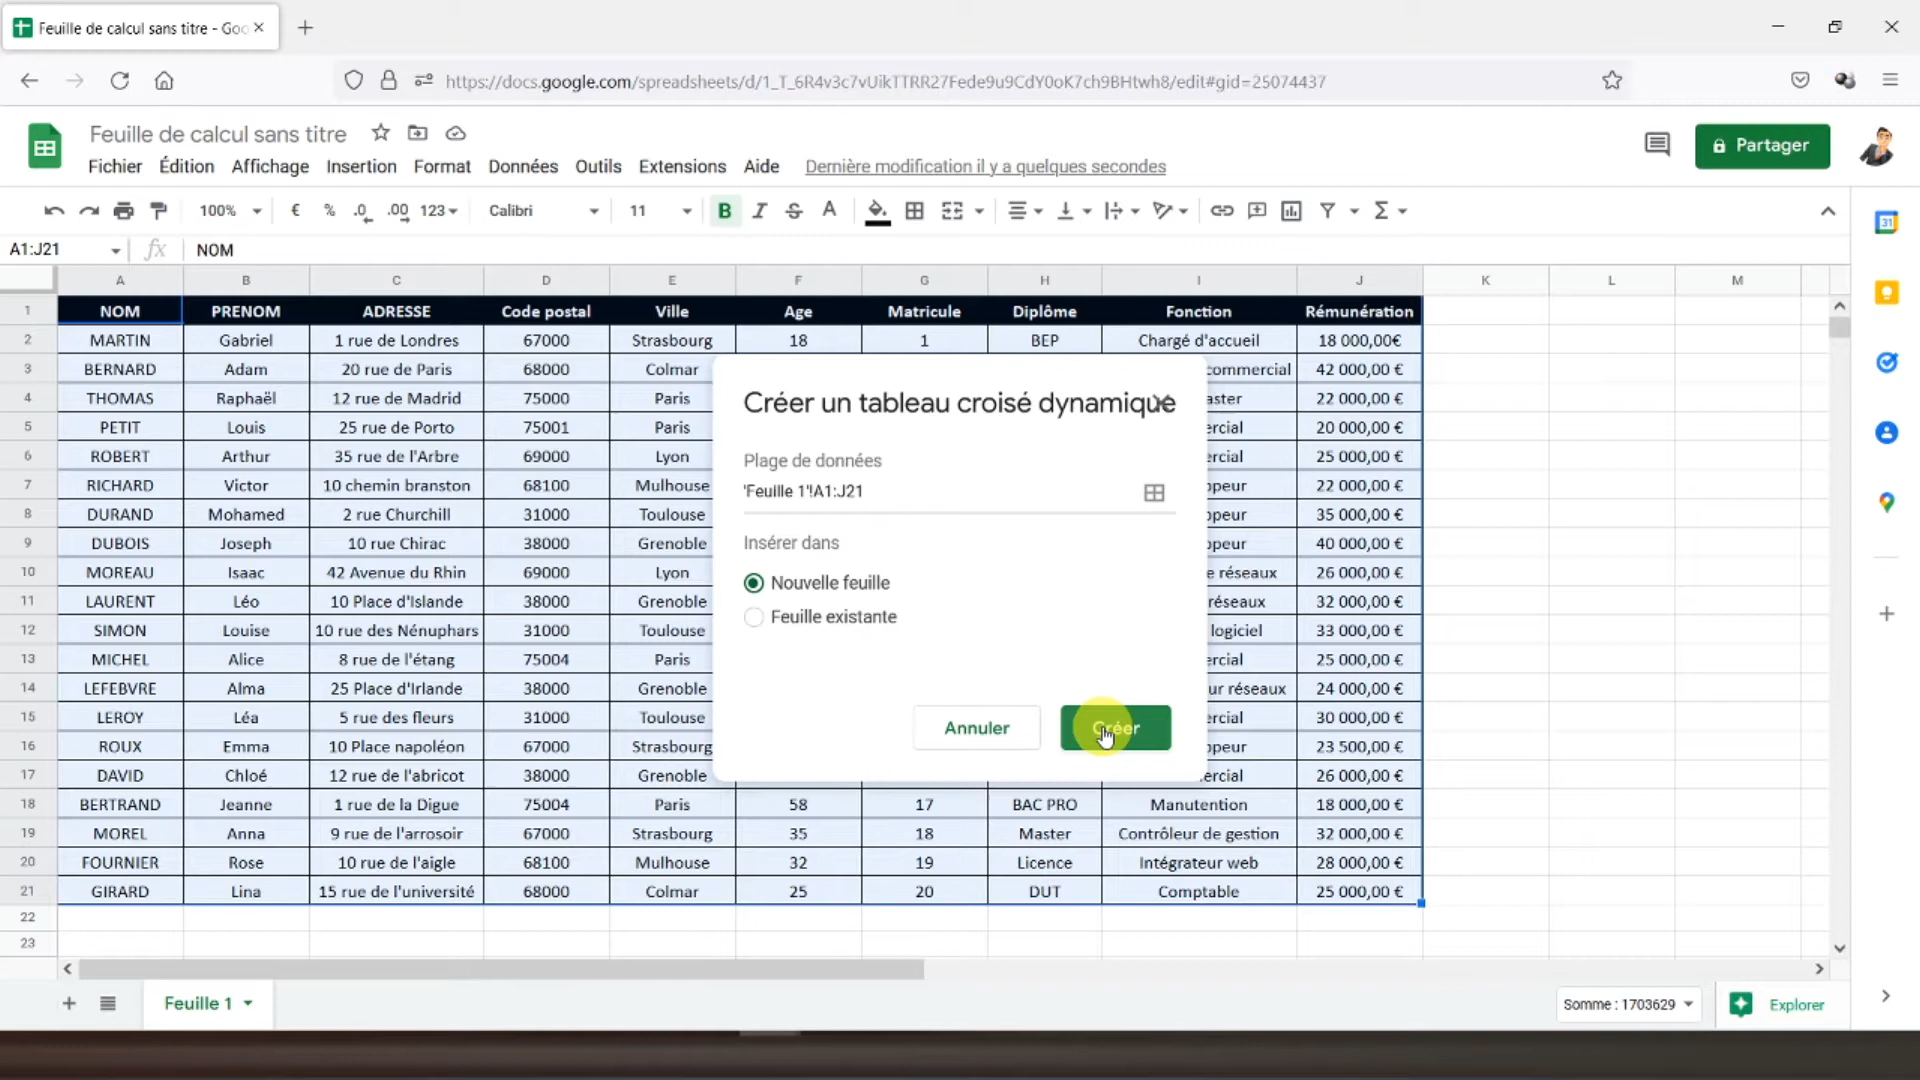 Feuille de calcul sans titre - Goo
https://docs.google.com/spreadsheets/d/1_T_6R4v3c7vUikTTRR27Fede9u9CdY0oK7ch9BHtwh8/edit#gid=25074437
Feuille de calcul sans titre
Partager
Fichier Édition Affichage Insertion Format Données Outils Extensions Aide Dernière modification il y a quelques secondes
100% € % .0 .00 123 Calibri 11 B I S A Σ
31
A1:J21 fx NOM
A B C D E F G H I J K L M
1 NOM PRENOM ADRESSE Code postal Ville Age Matricule Diplôme Fonction Rémunération
2 MARTIN Gabriel 1 rue de Londres 67000 Strasbourg 18 1 BEP Chargé d'accueil 18 000,00€
3 BERNARD Adam 20 rue de Paris 68000 Colmar commercial 42 000,00 €
4 THOMAS Raphaël 12 rue de Madrid 75000 Paris aster 22 000,00 €
5 PETIT Louis 25 rue de Porto 75001 Paris ercial 20 000,00 €
6 ROBERT Arthur 35 rue de l'Arbre 69000 Lyon ercial 25 000,00 €
7 RICHARD Victor 10 chemin branston 68100 Mulhouse ppeur 22 000,00 €
8 DURAND Mohamed 2 rue Churchill 31000 Toulouse ppeur 35 000,00 €
9 DUBOIS Joseph 10 rue Chirac 38000 Grenoble ppeur 40 000,00 €
10 MOREAU Isaac 42 Avenue du Rhin 69000 Lyon e réseaux 26 000,00 €
11 LAURENT Léo 10 Place d'Islande 38000 Grenoble réseaux 32 000,00 €
12 SIMON Louise 10 rue des Nénuphars 31000 Toulouse logiciel 33 000,00 €
13 MICHEL Alice 8 rue de l'étang 75004 Paris ercial 25 000,00 €
14 LEFEBVRE Alma 25 Place d'Irlande 38000 Grenoble ur réseaux 24 000,00 €
15 LEROY Léa 5 rue des fleurs 31000 Toulouse ercial 30 000,00 €
16 ROUX Emma 10 Place napoléon 67000 Strasbourg ppeur 23 500,00 €
17 DAVID Chloé 12 rue de l'abricot 38000 Grenoble ercial 26 000,00 €
18 BERTRAND Jeanne 1 rue de la Digue 75004 Paris 58 17 BAC PRO Manutention 18 000,00 €
19 MOREL Anna 9 rue de l'arrosoir 67000 Strasbourg 35 18 Master Contrôleur de gestion 32 000,00 €
20 FOURNIER Rose 10 rue de l'aigle 68100 Mulhouse 32 19 Licence Intégrateur web 28 000,00 €
21 GIRARD Lina 15 rue de l'université 68000 Colmar 25 20 DUT Comptable 25 000,00 €
22
23
Créer un tableau croisé dynamique
Plage de données
'Feuille 1'!A1:J21
Insérer dans
Nouvelle feuille
Feuille existante
Annuler Créer
Feuille 1
Somme : 1703629
Explorer